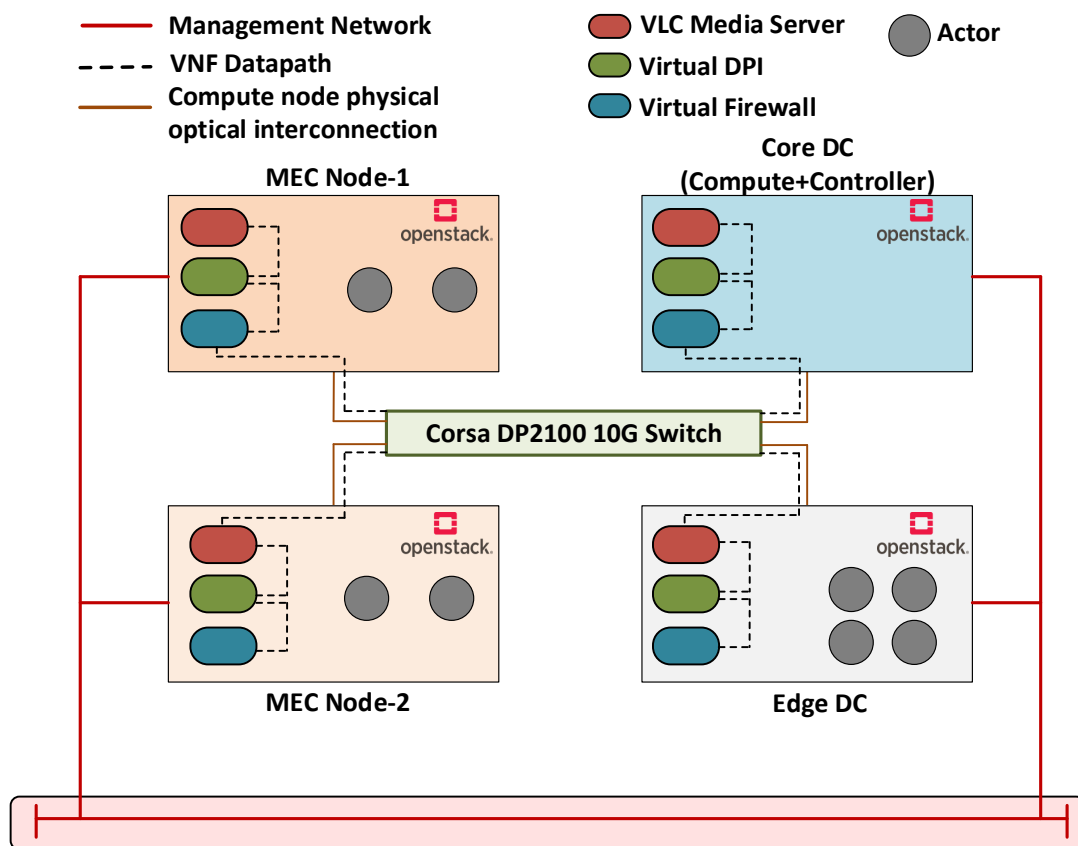 Management Network
VNF Datapath
Compute node physical
optical interconnection
VLC Media Server
Virtual DPI
Virtual Firewall
Actor
MEC Node-1
openstack.
Core DC
(Compute+Controller)
openstack.
Corsa DP2100 10G Switch
openstack.
MEC Node-2
openstack.
Edge DC